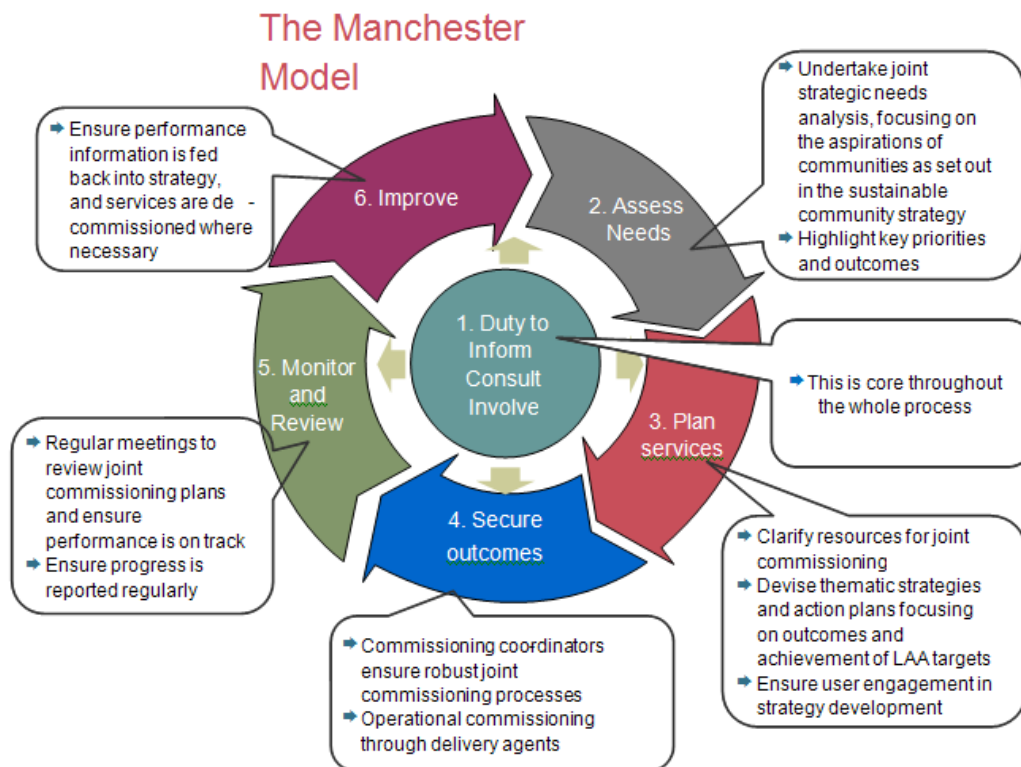 The Manchester
Model
Ensure performance
information is fed
back into strategy,
and services are de -
commissioned where
necessary
6. Improve
2. Assess
Needs
Undertake joint
strategic needs
analysis, focusing on
the aspirations of
communities as set out
in the sustainable
community strategy
Highlight key priorities
and outcomes
1. Duty to
Inform
Consult
Involve
This is core throughout
the whole process
5. Monitor
and
Review
3. Plan
services
Regular meetings to
review joint
commissioning plans
and ensure
performance is on track
Ensure progress is
reported regularly
4. Secure
outcomes
Clarify resources for joint
commissioning
Devise thematic strategies
and action plans focusing
on outcomes and
achievement of LAA targets
Ensure user engagement in
strategy development
Commissioning coordinators
ensure robust joint
commissioning processes
Operational commissioning
through delivery agents